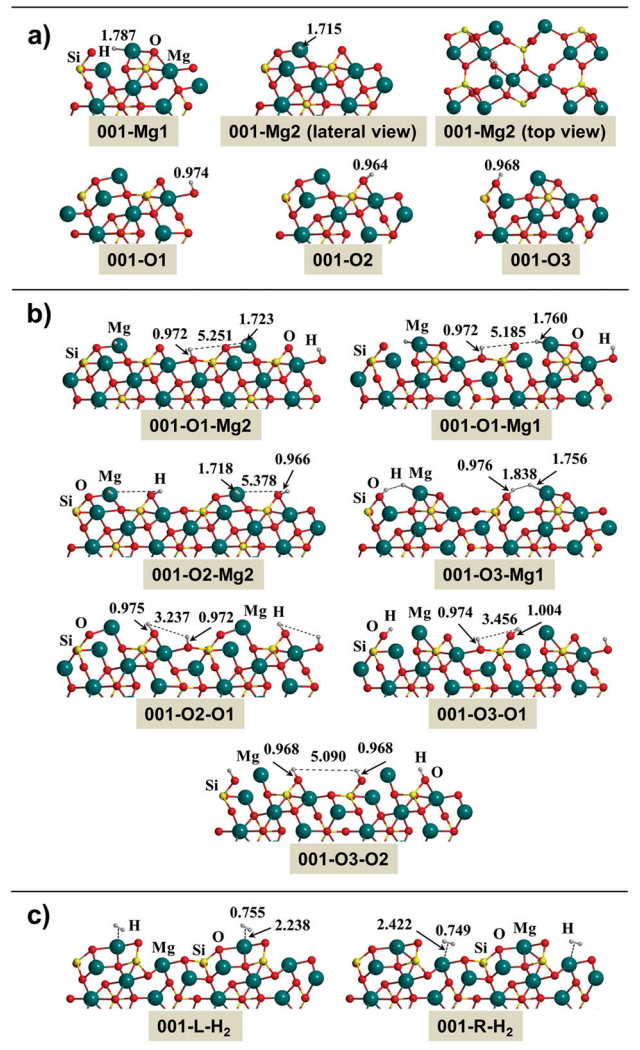 a)
1.787
H
O
Si
Mg
1.715
001-Mg1
001-Mg2 (lateral view)
001-Mg2 (top view)
0.974
0.964
0.968
001-O1
001-O2
001-O3
b)
Mg
0.972
5.251
1.723
O
H
Si
Mg
0.972
5.185
1.760
O
H
Si
001-O1-Mg2
001-O1-Mg1
O
Mg
H
1.718
5.378
0.966
Si
O
H
Mg
0.976
1.838
1.756
Si
001-O2-Mg2
001-O3-Mg1
O
0.975
3.237
0.972
Mg
H
Si
O
H
Mg
0.974
3.456
1.004
Si
001-O2-O1
001-O3-O1
Mg
0.968
5.090
0.968
H
Si
O
001-O3-O2
c)
H
Mg
Si
O
0.755
2.238
2.422
0.749
Si
O
Mg
H
001-L-H₂
001-R-H₂